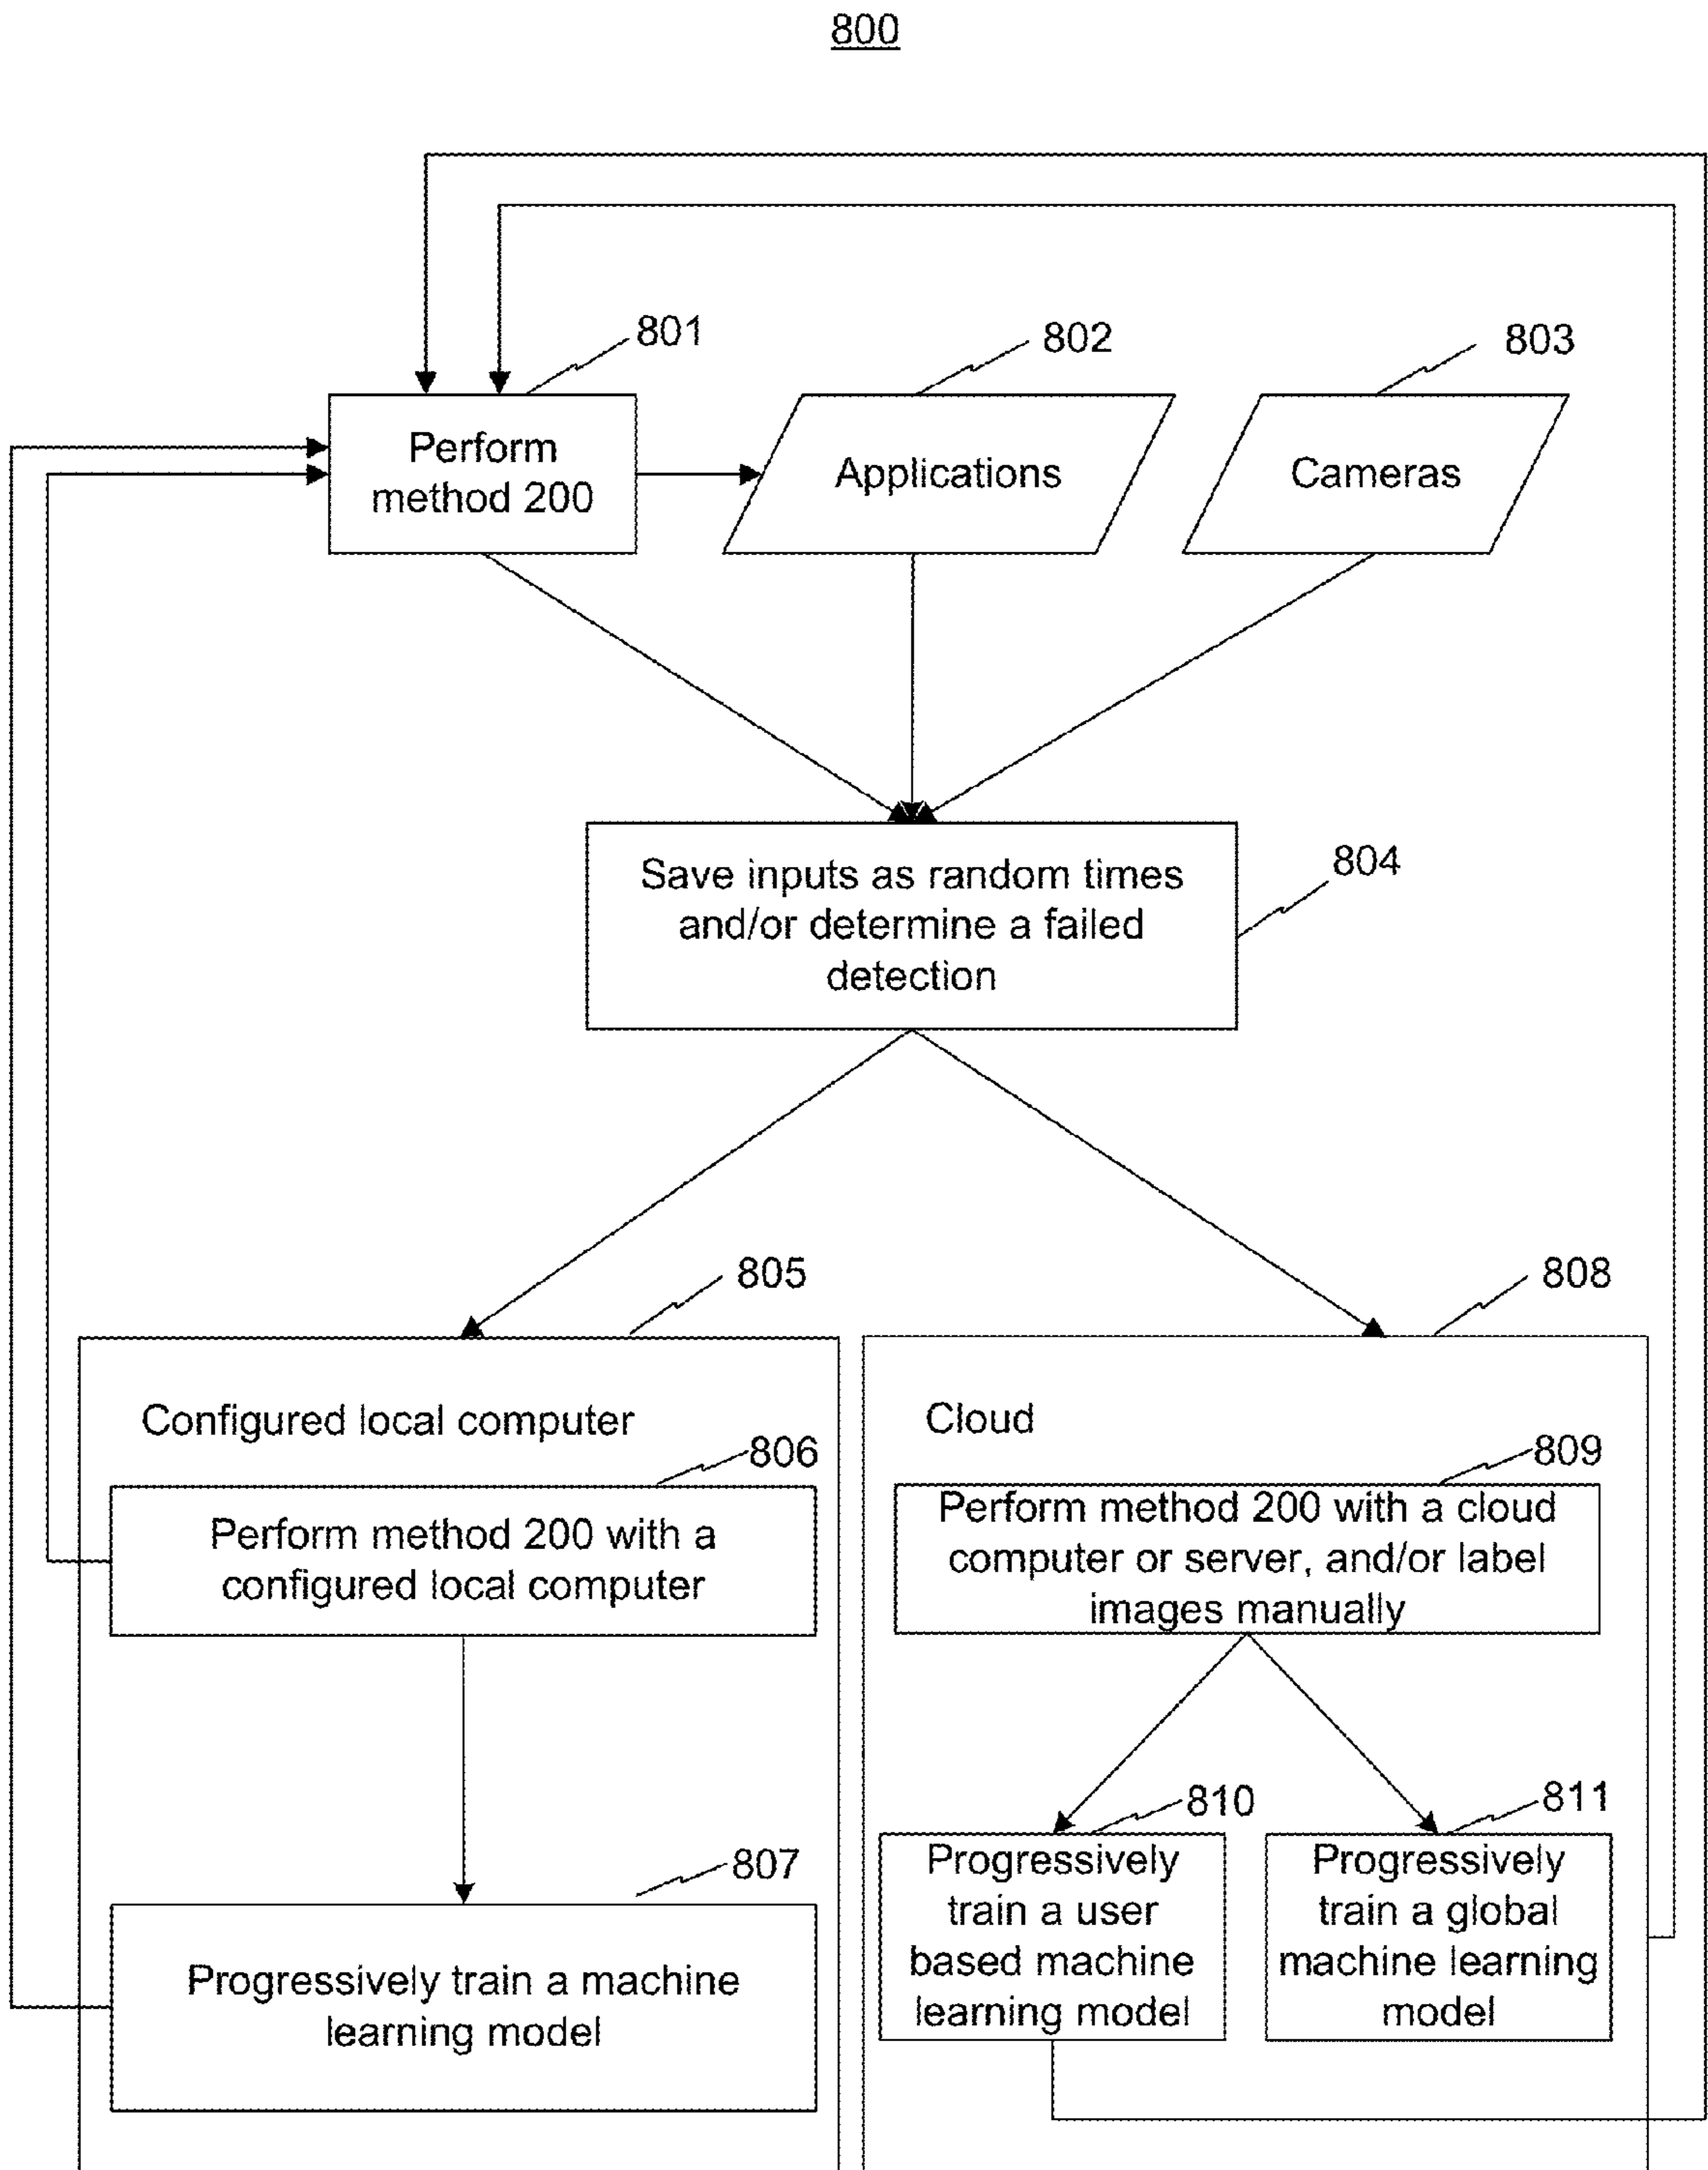 800
801
802
803
Perform
method 200
Applications
Cameras
Save inputs as random times
and/or determine a failed
detection
804
805
808
Configured local computer
Cloud
806
809
Perform method 200 with a
configured local computer
Perform method 200 with a cloud
computer or server, and/or label
images manually
807
810
811
Progressively train a machine
learning model
Progressively
train a user
based machine
learning model
Progressively
train a global
machine learning
model